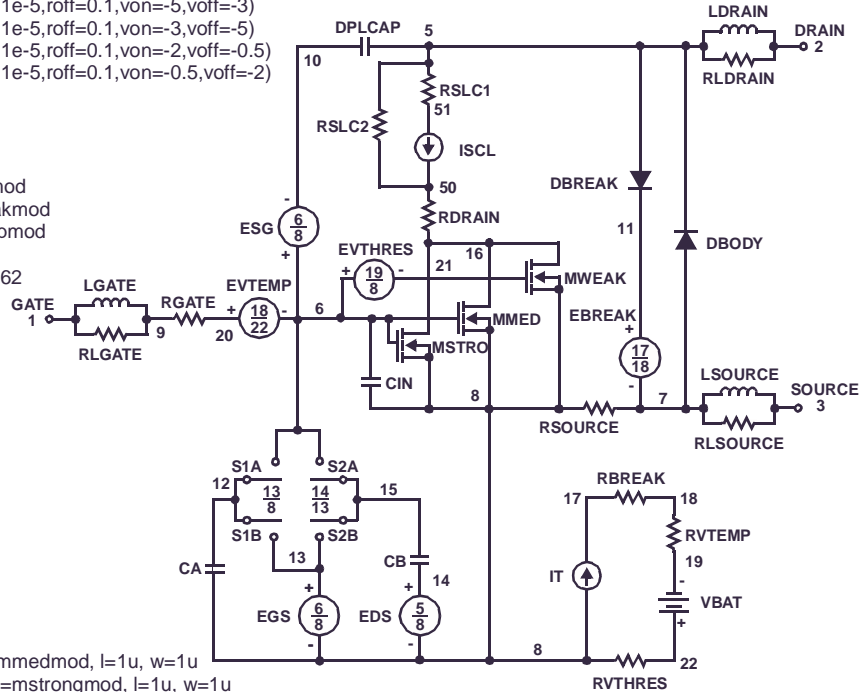 1e-5,roff=0.1,von=-5,voff=-3)
1e-5,roff=0.1,von=-3,voff=-5)
1e-5,roff=0.1,von=-2,voff=-0.5)
1e-5,roff=0.1,von=-0.5,voff=-2)
LDRAIN
DPLCAP 5 DRAIN
10 2
RLDRAIN
RSLC1
51
RSLC2
ISCL
50
DBREAK
RDRAIN
ESG 6 8
11
DBODY
EVTHRES
16
21
19 8
MWEAK
62
LGATE
EVTEMP
GATE
1
RGATE
18 22
6
EBREAK
MMED
9
20
MSTRO
RLGATE
17 18
LSOURCE
CIN
SOURCE
8
7
3
RSOURCE
RLSOURCE
S1A S2A
12
13 8
14 13
15
RBREAK
17 18
S1B S2B
RVTEMP
13
CB
19
CA
14
IT
VBAT
EGS 6 8
EDS 5 8
8
22
RVTHRES
mmedmod, l=1u, w=1u
=mstrongmod, l=1u, w=1u